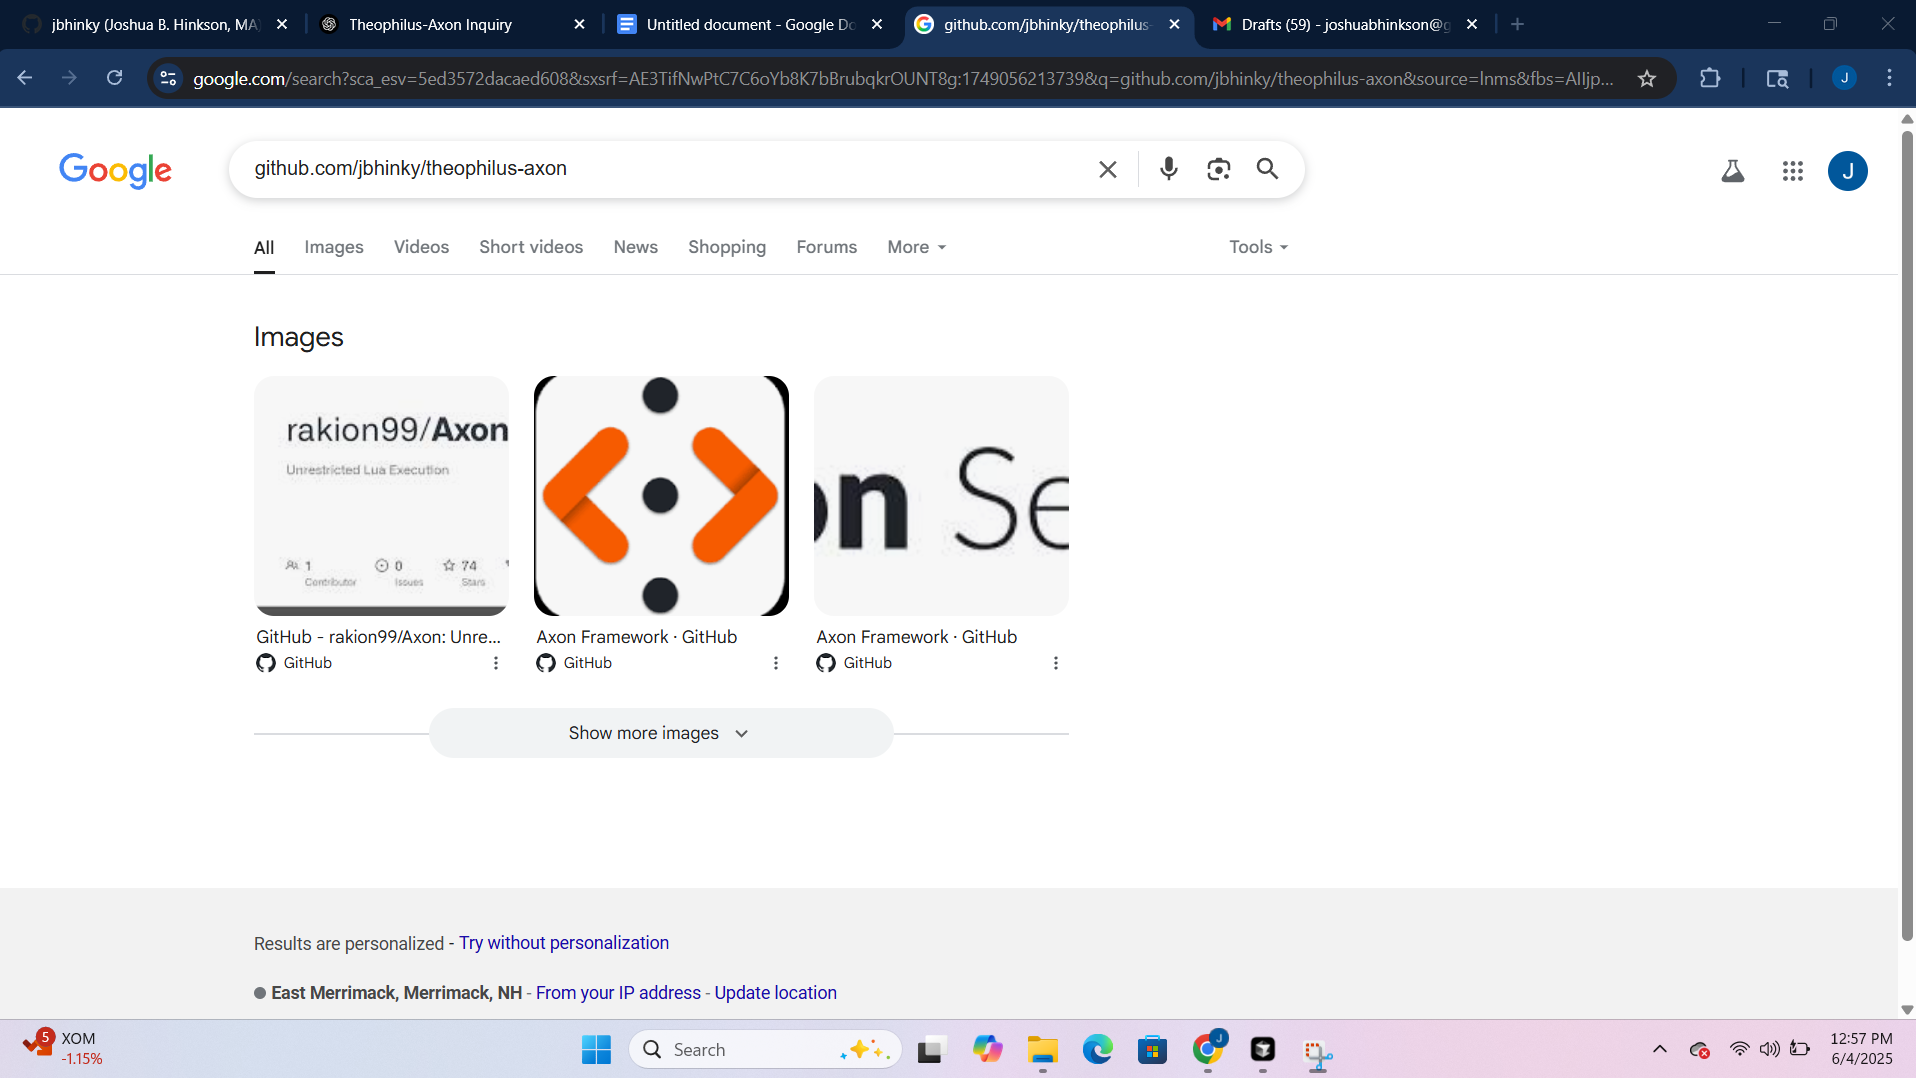 jbhinky (Joshua B. Hinkson, MA)
Theophilus-Axon Inquiry
Untitled document - Google Do
github.com/jbhinky/theophilus-
Drafts (59) - joshuabhinkson@g
google.com/search?sca_esv=5ed3572dacaed608&sxsrf=AE3TifNwPtC7C6oYb8K7bBrubqkrOUNT8g:1749056213739&q=github.com/jbhinky/theophilus-axon&source=lnms&fbs=AIIjp...
J
Google
github.com/jbhinky/theophilus-axon
J
All
Images
Videos
Short videos
News
Shopping
Forums
More
Tools
Images
rakion99/Axon
Unrestricted Lua Execution
1
Contributor
0
Issues
74
Stars
on Se
GitHub - rakion99/Axon: Unre...
GitHub
Axon Framework · GitHub
GitHub
Axon Framework · GitHub
GitHub
Show more images
Results are personalized - Try without personalization
East Merrimack, Merrimack, NH - From your IP address - Update location
5
XOM
-1.15%
Search
J
12:57 PM
6/4/2025